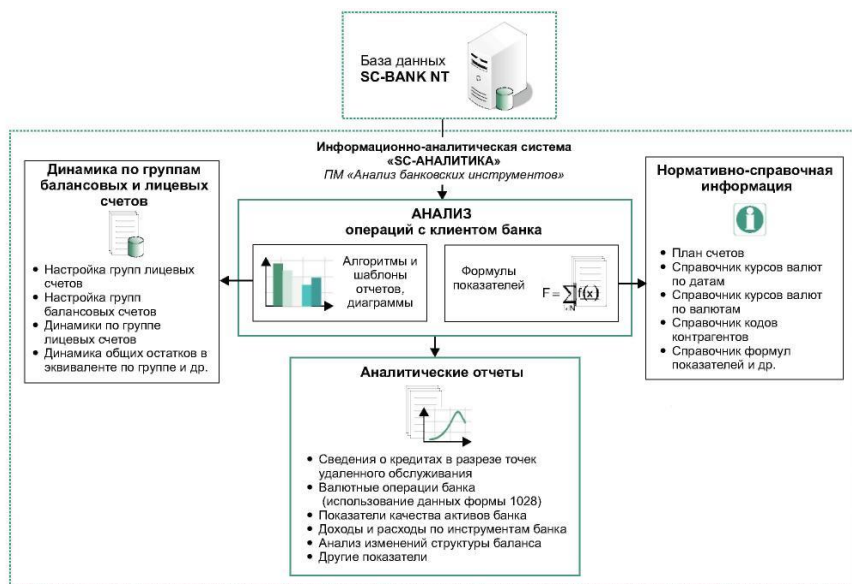 База данных
SC-BANK NT
Информационно-аналитическая система
«SC-АНАЛИТИКА»
ПМ «Анализ банковских инструментов»
Динамика по группам
балансовых и лицевых
счетов
• Настройка групп лицевых
счетов
• Настройка групп
балансовых счетов
• Динамики по группе
лицевых счетов
• Динамика общих остатков в
эквиваленте по группе и др.
АНАЛИЗ
операций с клиентом банка
Алгоритмы и
шаблоны
отчетов,
диаграммы
Формулы
показателей
Нормативно-справочная
информация
• План счетов
• Справочник курсов валют
по датам
• Справочник курсов валют
по валютам
• Справочник кодов
контрагентов
• Справочник формул
показателей и др.
Аналитические отчеты
• Сведения о кредитах в разрезе точек
удаленного обслуживания
• Валютные операции банка
(использование данных формы 1028)
• Показатели качества активов банка
• Доходы и расходы по инструментам банка
• Анализ изменений структуры баланса
• Другие показатели